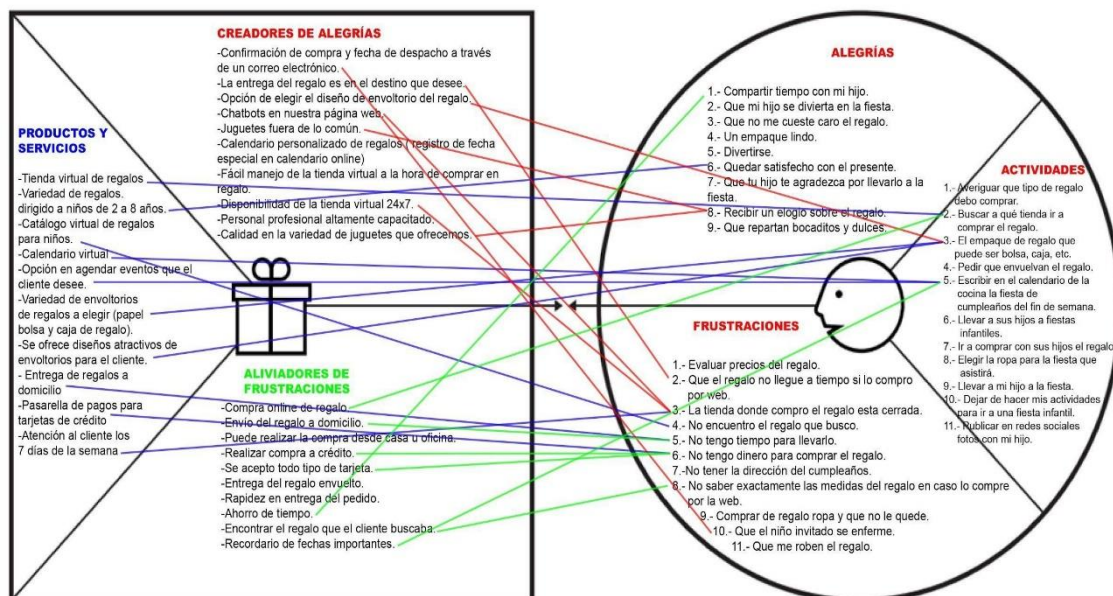 CREADORES DE ALEGRÍAS
-Confirmación de compra y fecha de despacho a través
de un correo electrónico.
-La entrega del regalo es en el destino que desee.
-Opción de elegir el diseño de envoltorio del regalo.
-Chatbots en nuestra página web.
-Juguetes fuera de lo común.
-Calendario personalizado de regalos ( registro de fecha
especial en calendario online)
-Fácil manejo de la tienda virtual a la hora de comprar en
regalo.
-Disponibilidad de la tienda virtual 24x7.
-Personal profesional altamente capacitado.
-Calidad en la variedad de juguetes que ofrecemos.
PRODUCTOS Y
SERVICIOS
-Tienda virtual de regalos
-Variedad de regalos.
dirigido a niños de 2 a 8 años.
-Catálogo virtual de regalos
para niños.
-Calendario virtual
-Opción en agendar eventos que el
cliente desee.
-Variedad de envoltorios
de regalos a elegir (papel
bolsa y caja de regalo).
-Se ofrece diseños atractivos de
envoltorios para el cliente.
- Entrega de regalos a
domicilio
-Pasarella de pagos para
tarjetas de crédito
-Atención al cliente los
7 días de la semana
ALIVIADORES DE
FRUSTRACIONES
-Compra online de regalo
-Envío del regalo a domicilio.
-Puede realizar la compra desde casa u oficina.
-Realizar compra a crédito.
-Se acepto todo tipo de tarjeta.
-Entrega del regalo envuelto.
-Rapidez en entrega del pedido.
-Ahorro de tiempo.
-Encontrar el regalo que el cliente buscaba.
-Recordario de fechas importantes.
ALEGRÍAS
1.- Compartir tiempo con mi hijo.
2.- Que mi hijo se divierta en la fiesta.
3.- Que no me cueste caro el regalo.
4.- Un empaque lindo.
5.- Divertirse.
6.- Quedar satisfecho con el presente.
7.- Que tu hijo te agradezca por llevarlo a la
fiesta.
8.- Recibir un elogio sobre el regalo.
9.- Que repartan bocaditos y dulces.
ACTIVIDADES
1.- Averiguar que tipo de regalo
debo comprar.
2.- Buscar a qué tienda ir a
comprar el regalo.
3.- El empaque de regalo que
puede ser bolsa, caja, etc.
4.- Pedir que envuelvan el regalo.
5.- Escribir en el calendario de la
cocina la fiesta de
cumpleaños del fin de semana.
6.- Llevar a sus hijos a fiestas
infantiles.
7.- Ir a comprar con sus hijos el regalo
8.- Elegir la ropa para la fiesta que
asistirá.
9.- Llevar a mi hijo a la fiesta.
10.- Dejar de hacer mis actividades
para ir a una fiesta infantil.
11.- Publicar en redes sociales
fotos con mi hijo.
FRUSTRACIONES
1.- Evaluar precios del regalo.
2.- Que el regalo no llegue a tiempo si lo compro
por web.
3.- La tienda donde compro el regalo esta cerrada.
4.- No encuentro el regalo que busco.
5.- No tengo tiempo para llevarlo.
6.- No tengo dinero para comprar el regalo.
7.-No tener la dirección del cumpleaños.
8.- No saber exactamente las medidas del regalo en caso lo compre
por la web.
9.- Comprar de regalo ropa y que no le quede.
10.- Que el niño invitado se enferme.
11.- Que me roben el regalo.